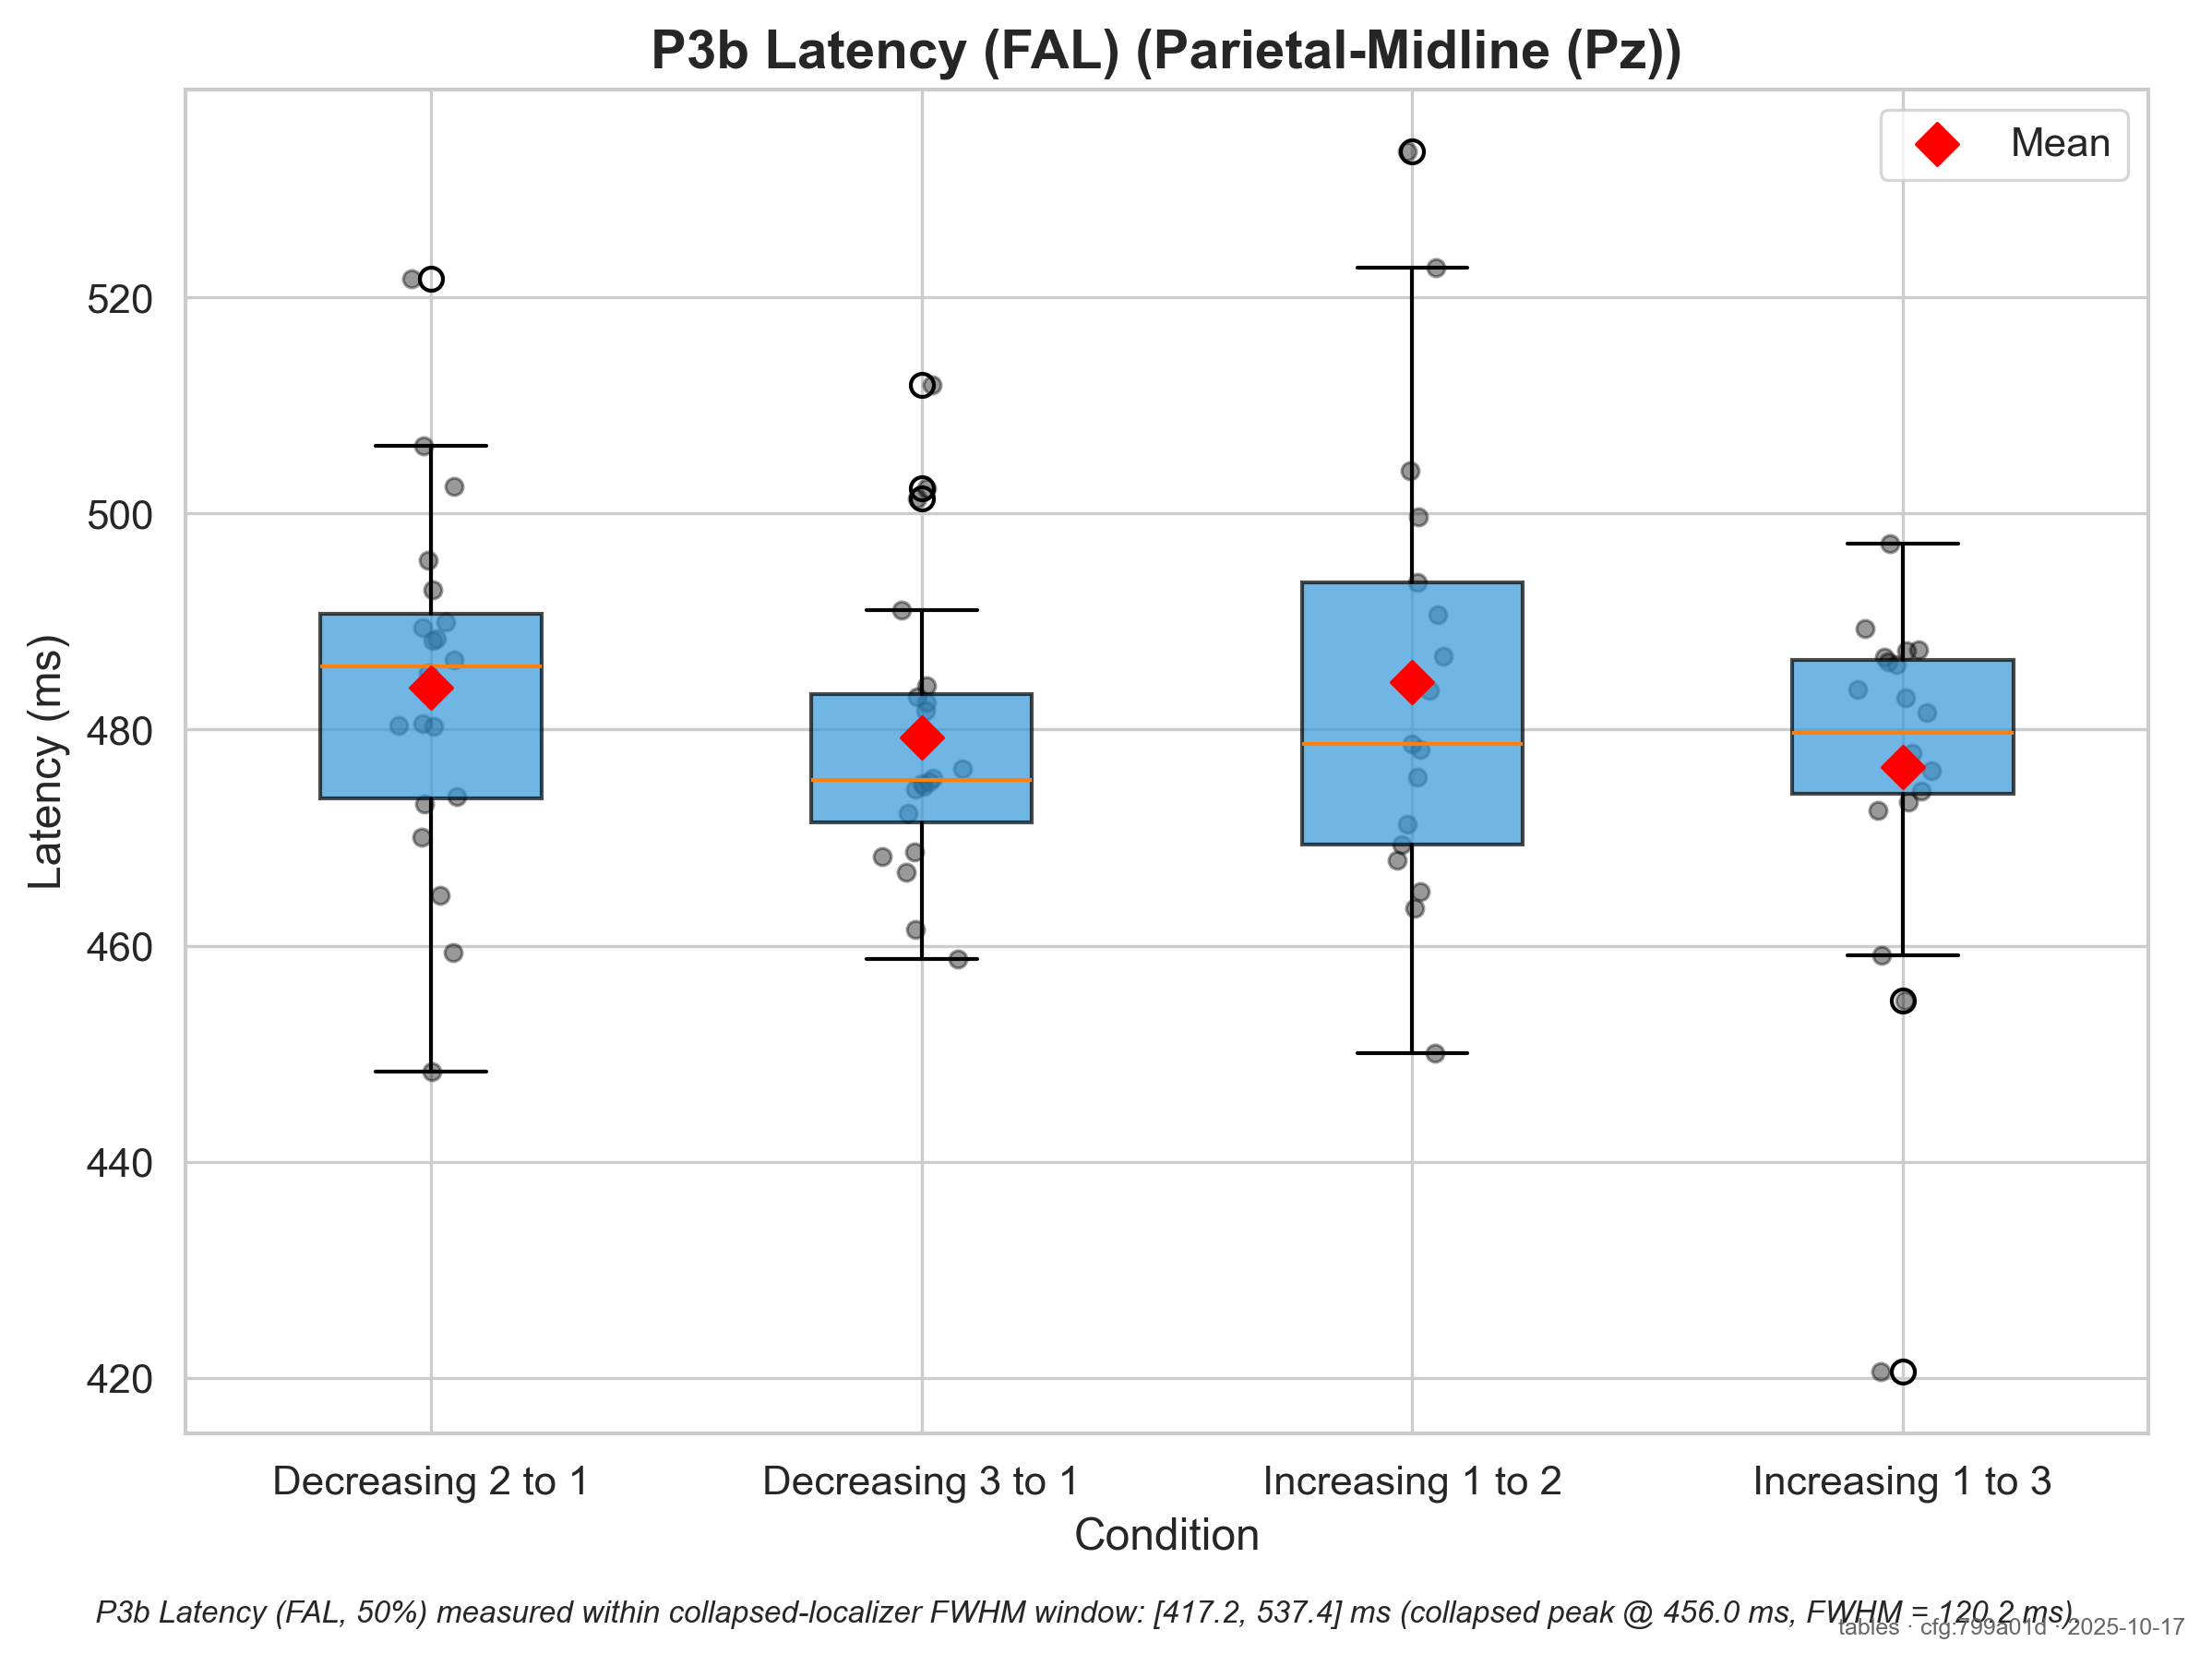 P3b Latency (FAL) (Parietal-Midline (Pz))
Mean
Latency (ms)
520
500
480
460
440
420
Decreasing 2 to 1
Decreasing 3 to 1
Increasing 1 to 2
Increasing 1 to 3
Condition
P3b Latency (FAL, 50%) measured within collapsed-localizer FWHM window: [417.2, 537.4] ms (collapsed peak @ 456.0 ms, FWHM = 120.2 ms).
tables · cfg:799a01d · 2025-10-17